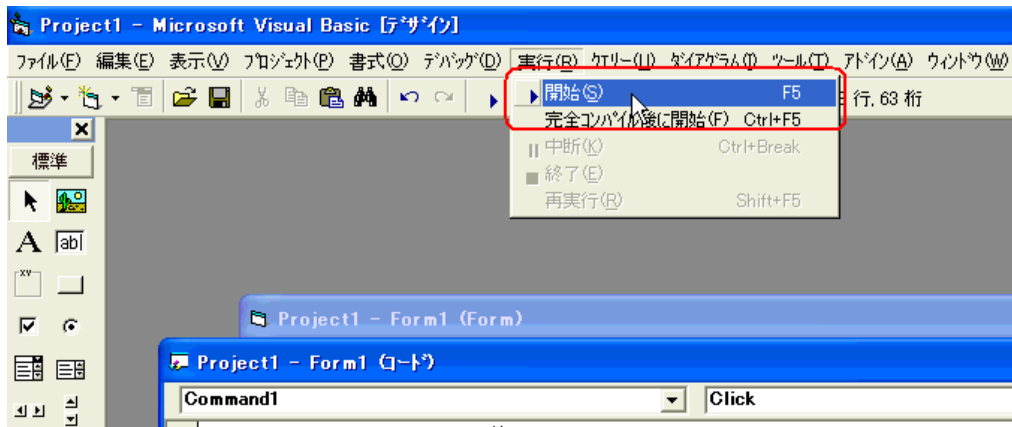 Project1 - Microsoft Visual Basic [ﾃﾞｻﾞｲﾝ]
ﾌｧｲﾙ(F) 編集(E) 表示(V) ﾌﾟﾛｼﾞｪｸﾄ(P) 書式(O) ﾃﾞﾊﾞｯｸﾞ(D) 実行(R) ｸｴﾘｰ(U) ﾀﾞｲｱｸﾞﾗﾑ(I) ﾂｰﾙ(T) ｱﾄﾞｲﾝ(A) ｳｨﾝﾄﾞｳ(W)
行, 63 桁
開始(S) F5
完全ｺﾝﾊﾟｲﾙ後に開始(F) Ctrl+F5
中断(K) Ctrl+Break
終了(E)
再実行(R) Shift+F5
標準
A ab|
XY
Project1 - Form1 (Form)
Project1 - Form1 (ｺｰﾄﾞ)
Command1 Click